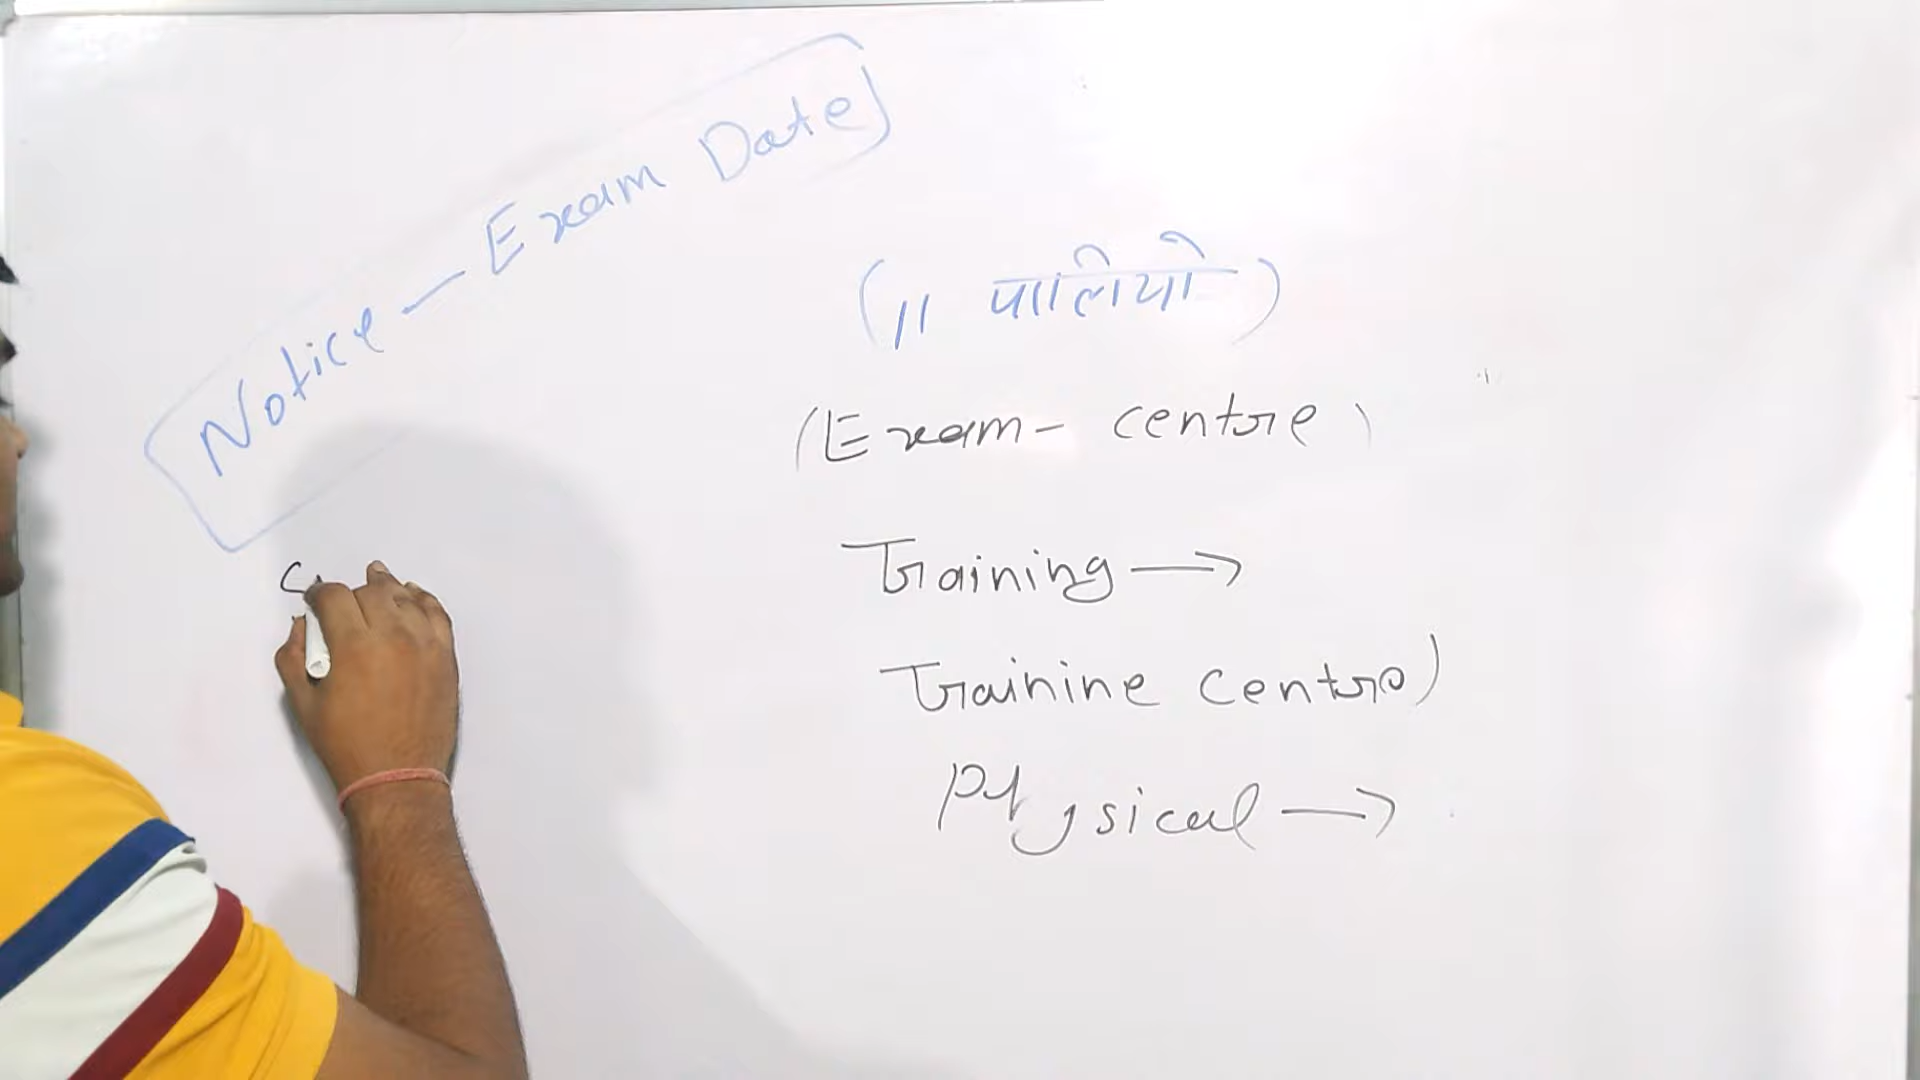 Notice — Exam Date
(11 पालियो)
(Exam - centre)
Training →
Trainine centre)
Physical →